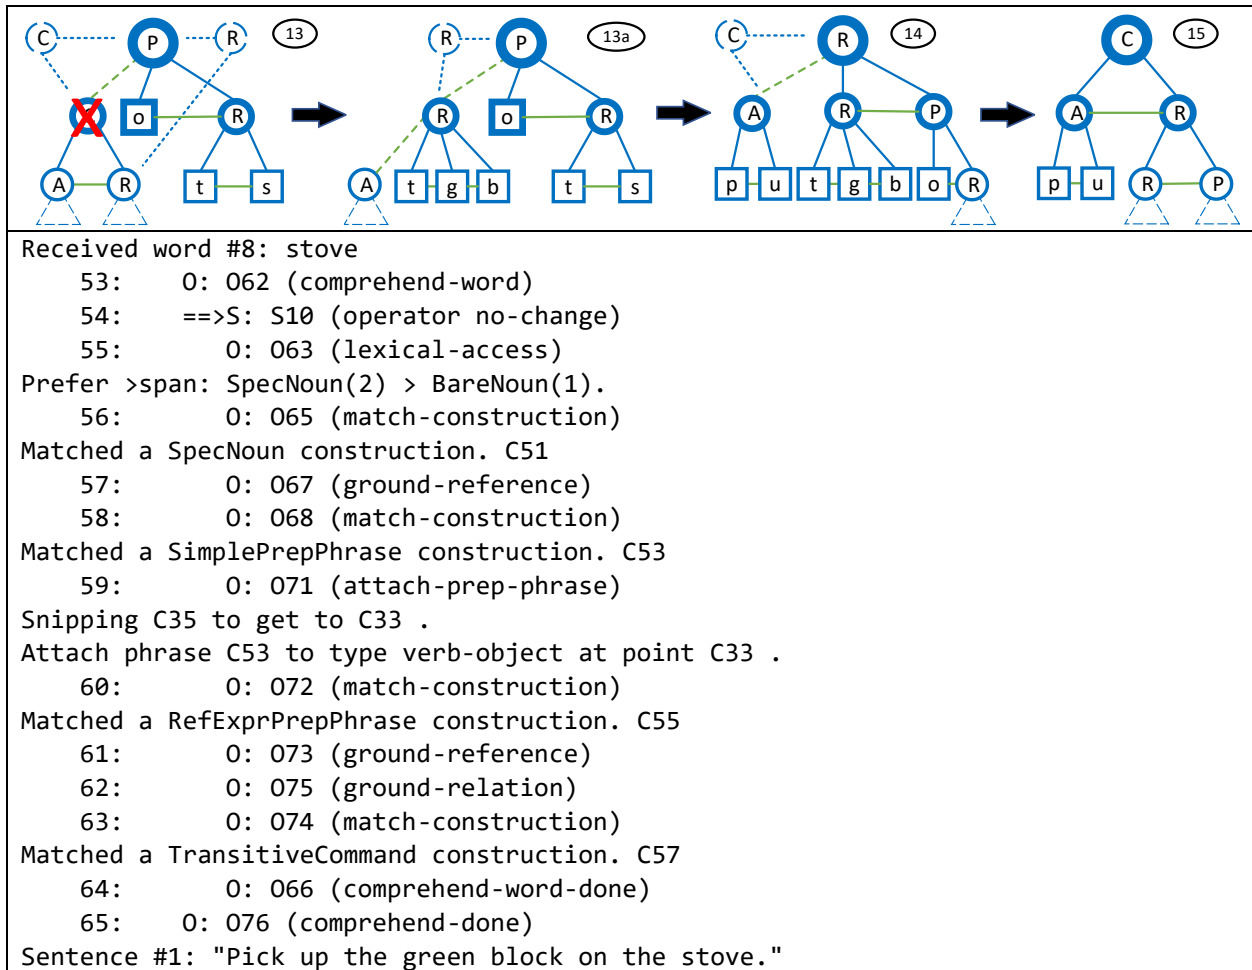 C P R 13 R P 13a C R 14 C 15
X o R R o R A R P A R
A R t s A t g b t s p u t g b o R p u R P
Received word #8: stove
53: O: O62 (comprehend-word)
54: ==>S: S10 (operator no-change)
55: O: O63 (lexical-access)
Prefer >span: SpecNoun(2) > BareNoun(1).
56: O: O65 (match-construction)
Matched a SpecNoun construction. C51
57: O: O67 (ground-reference)
58: O: O68 (match-construction)
Matched a SimplePrepPhrase construction. C53
59: O: O71 (attach-prep-phrase)
Snipping C35 to get to C33 .
Attach phrase C53 to type verb-object at point C33 .
60: O: O72 (match-construction)
Matched a RefExprPrepPhrase construction. C55
61: O: O73 (ground-reference)
62: O: O75 (ground-relation)
63: O: O74 (match-construction)
Matched a TransitiveCommand construction. C57
64: O: O66 (comprehend-word-done)
65: O: O76 (comprehend-done)
Sentence #1: "Pick up the green block on the stove."